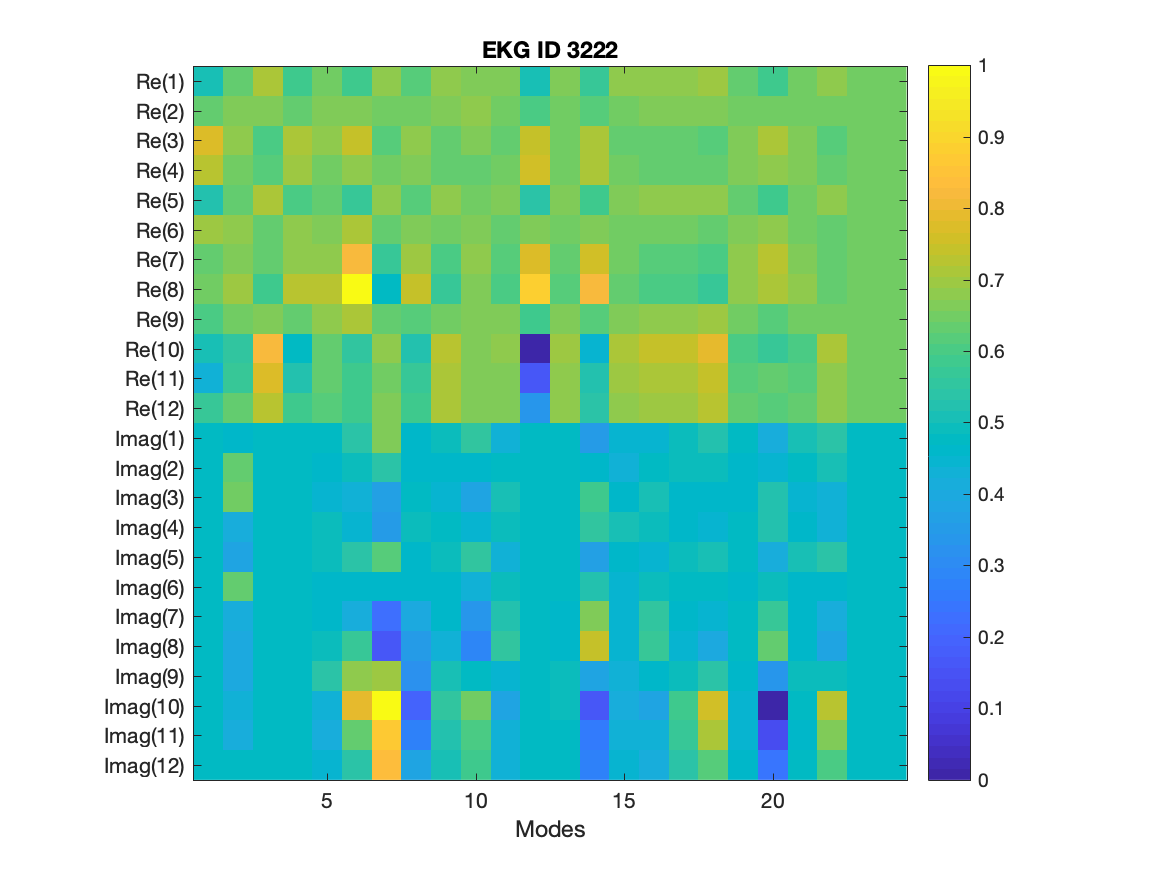 EKG ID 3222
Re(1)
Re(2)
Re(3)
Re(4)
Re(5)
Re(6)
Re(7)
Re(8)
Re(9)
Re(10)
Re(11)
Re(12)
Imag(1)
Imag(2)
Imag(3)
Imag(4)
Imag(5)
Imag(6)
Imag(7)
Imag(8)
Imag(9)
Imag(10)
Imag(11)
Imag(12)
5 10 15 20
Modes
1
0.9
0.8
0.7
0.6
0.5
0.4
0.3
0.2
0.1
0